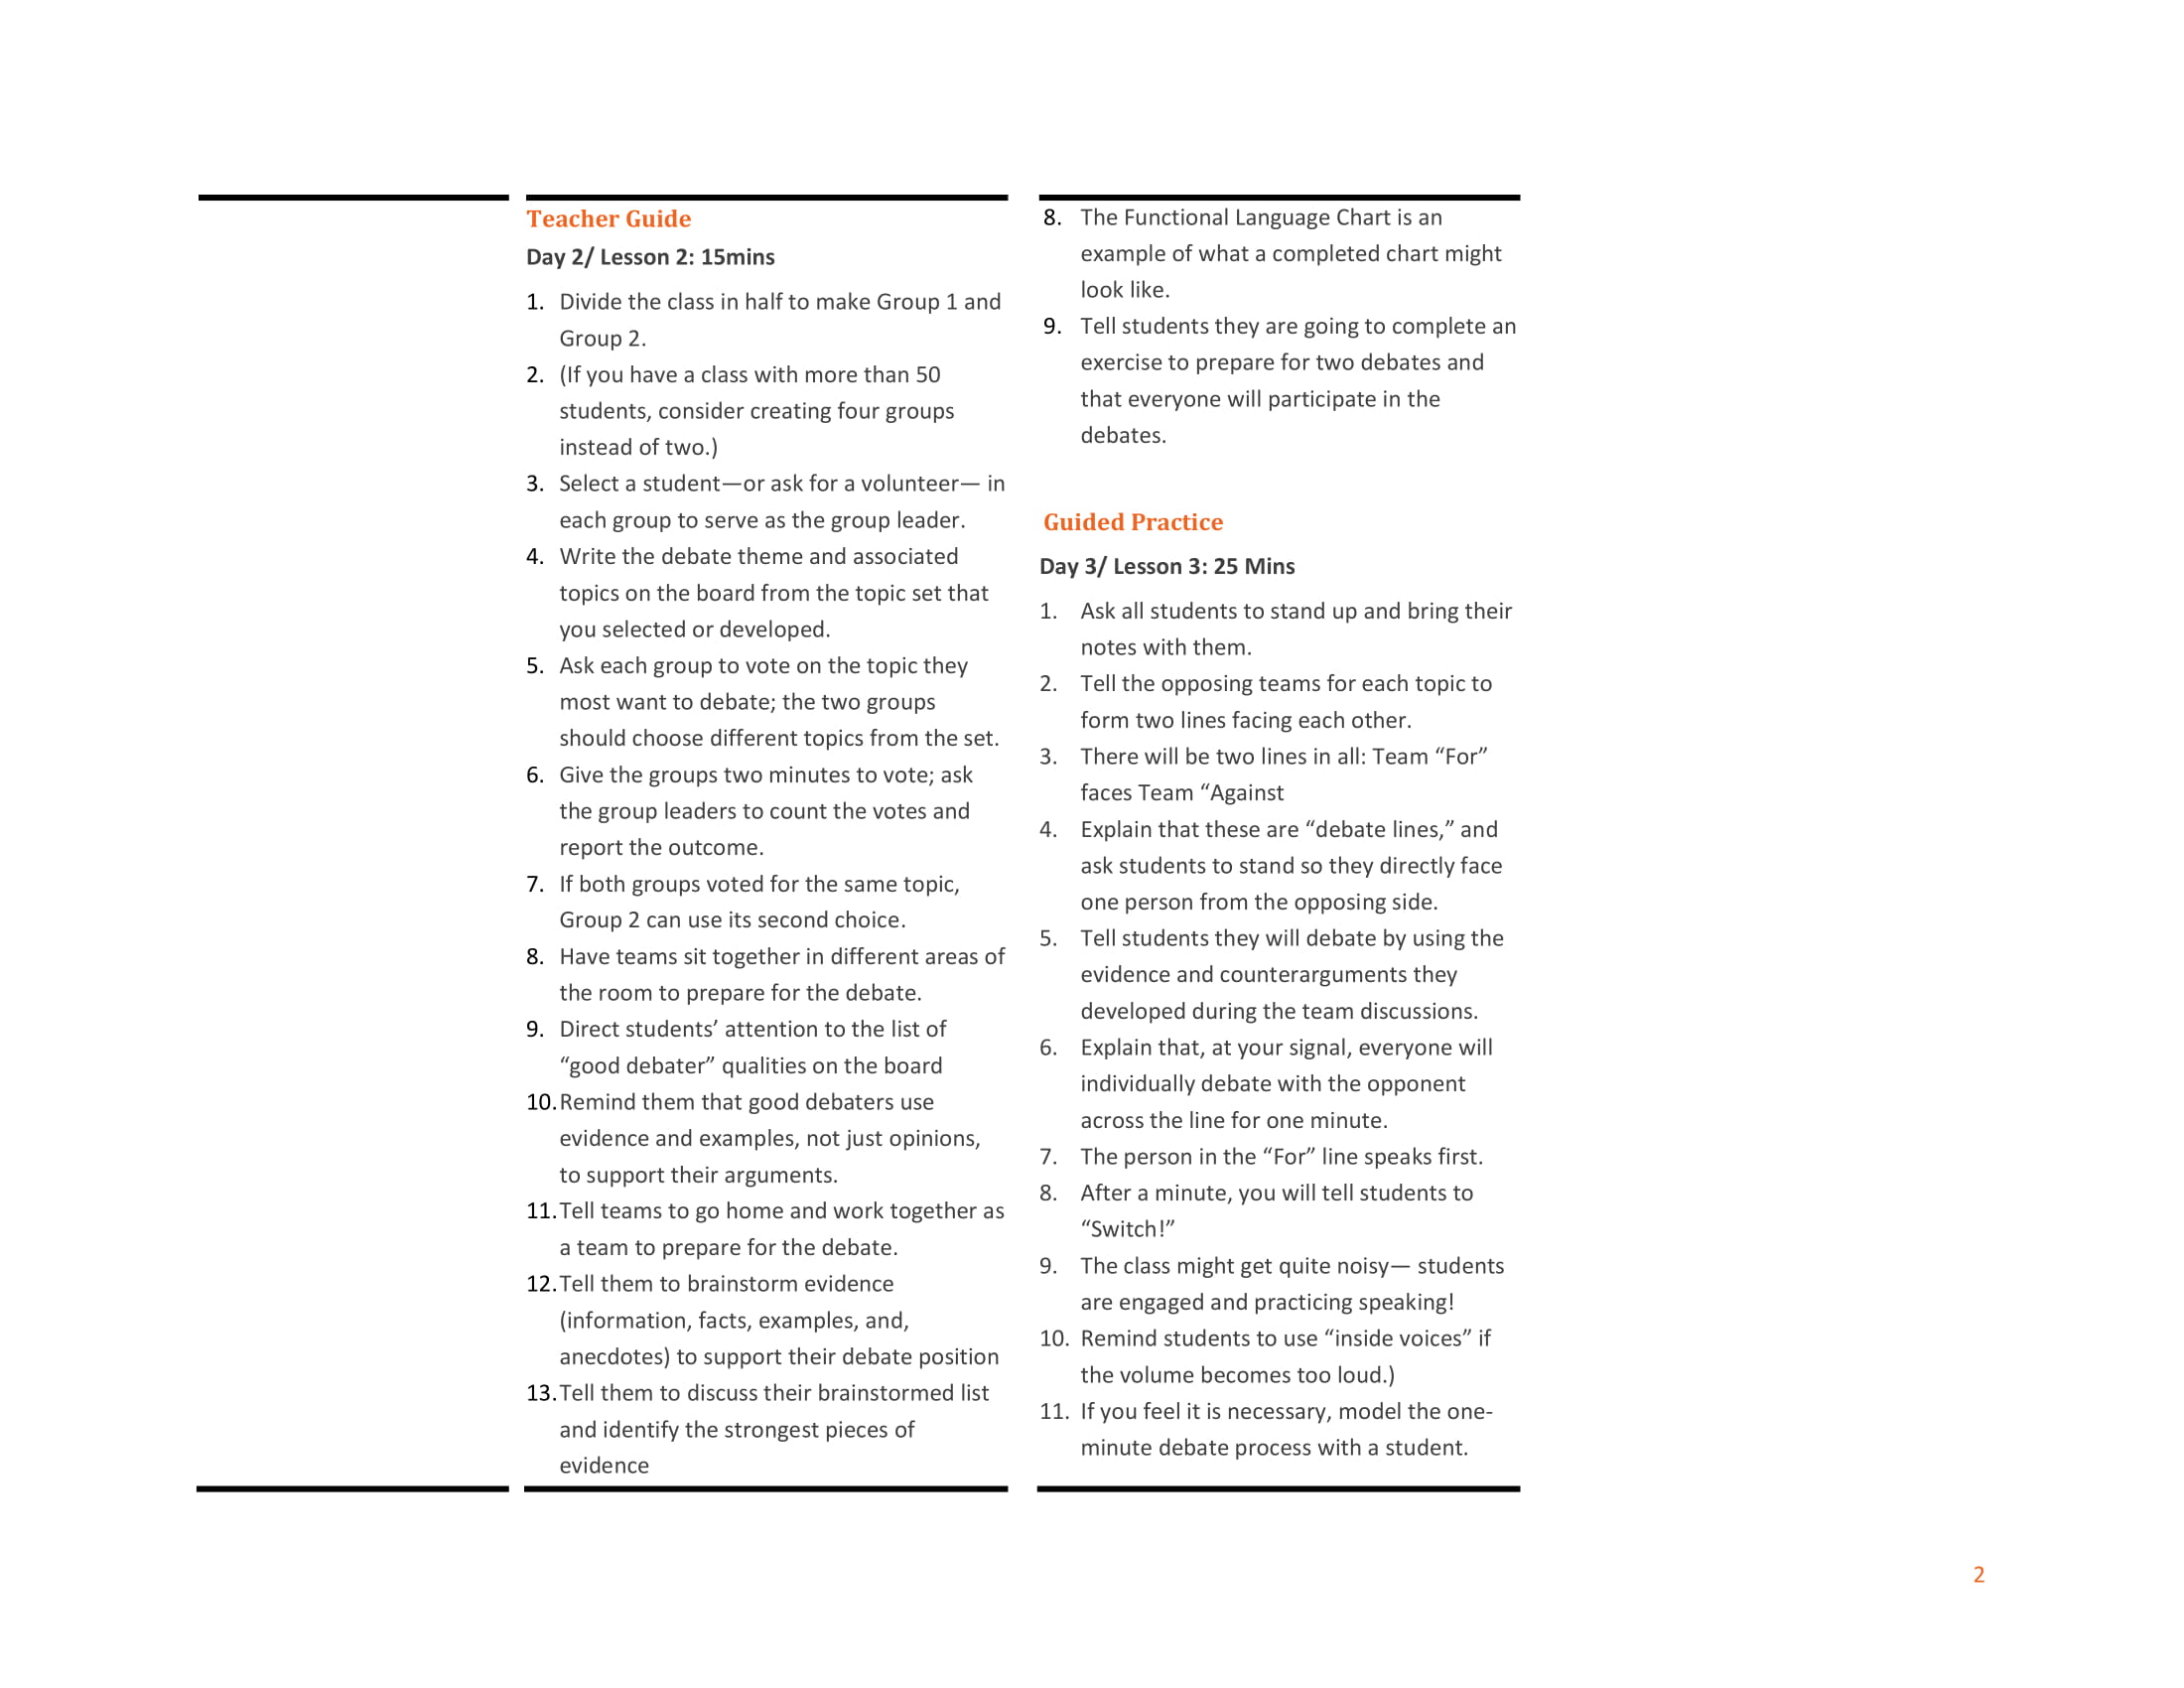 Teacher Guide
Day 2/ Lesson 2: 15mins
1. Divide the class in half to make Group 1 and
Group 2.
2. (If you have a class with more than 50
students, consider creating four groups
instead of two.)
3. Select a student—or ask for a volunteer— in
each group to serve as the group leader.
4. Write the debate theme and associated
topics on the board from the topic set that
you selected or developed.
5. Ask each group to vote on the topic they
most want to debate; the two groups
should choose different topics from the set.
6. Give the groups two minutes to vote; ask
the group leaders to count the votes and
report the outcome.
7. If both groups voted for the same topic,
Group 2 can use its second choice.
8. Have teams sit together in different areas of
the room to prepare for the debate.
9. Direct students’ attention to the list of
“good debater” qualities on the board
10. Remind them that good debaters use
evidence and examples, not just opinions,
to support their arguments.
11. Tell teams to go home and work together as
a team to prepare for the debate.
12. Tell them to brainstorm evidence
(information, facts, examples, and,
anecdotes) to support their debate position
13. Tell them to discuss their brainstormed list
and identify the strongest pieces of
evidence
8. The Functional Language Chart is an
example of what a completed chart might
look like.
9. Tell students they are going to complete an
exercise to prepare for two debates and
that everyone will participate in the
debates.
Guided Practice
Day 3/ Lesson 3: 25 Mins
1. Ask all students to stand up and bring their
notes with them.
2. Tell the opposing teams for each topic to
form two lines facing each other.
3. There will be two lines in all: Team “For”
faces Team “Against
4. Explain that these are “debate lines,” and
ask students to stand so they directly face
one person from the opposing side.
5. Tell students they will debate by using the
evidence and counterarguments they
developed during the team discussions.
6. Explain that, at your signal, everyone will
individually debate with the opponent
across the line for one minute.
7. The person in the “For” line speaks first.
8. After a minute, you will tell students to
“Switch!”
9. The class might get quite noisy— students
are engaged and practicing speaking!
10. Remind students to use “inside voices” if
the volume becomes too loud.)
11. If you feel it is necessary, model the one-
minute debate process with a student.
2